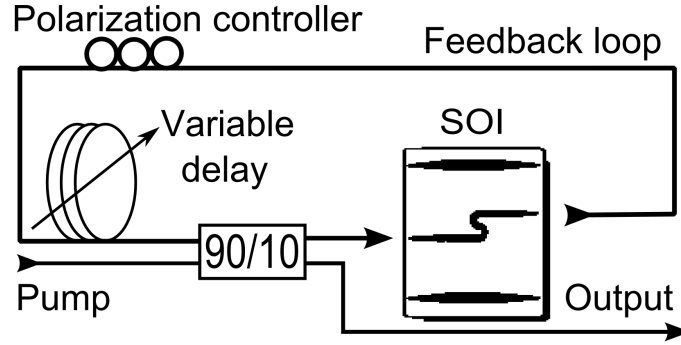 Polarization controller
Feedback loop
Variable
delay
SOI
90/10
Pump
Output